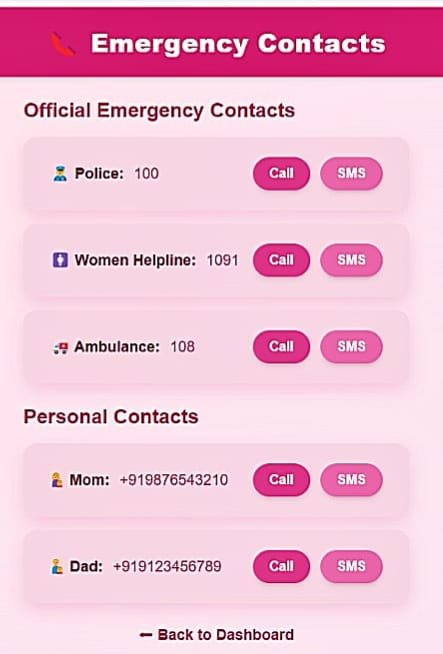 Emergency Contacts
Official Emergency Contacts
Police: 100 Call SMS
Women Helpline: 1091 Call SMS
Ambulance: 108 Call SMS
Personal Contacts
Mom: +919876543210 Call SMS
Dad: +919123456789 Call SMS
← Back to Dashboard